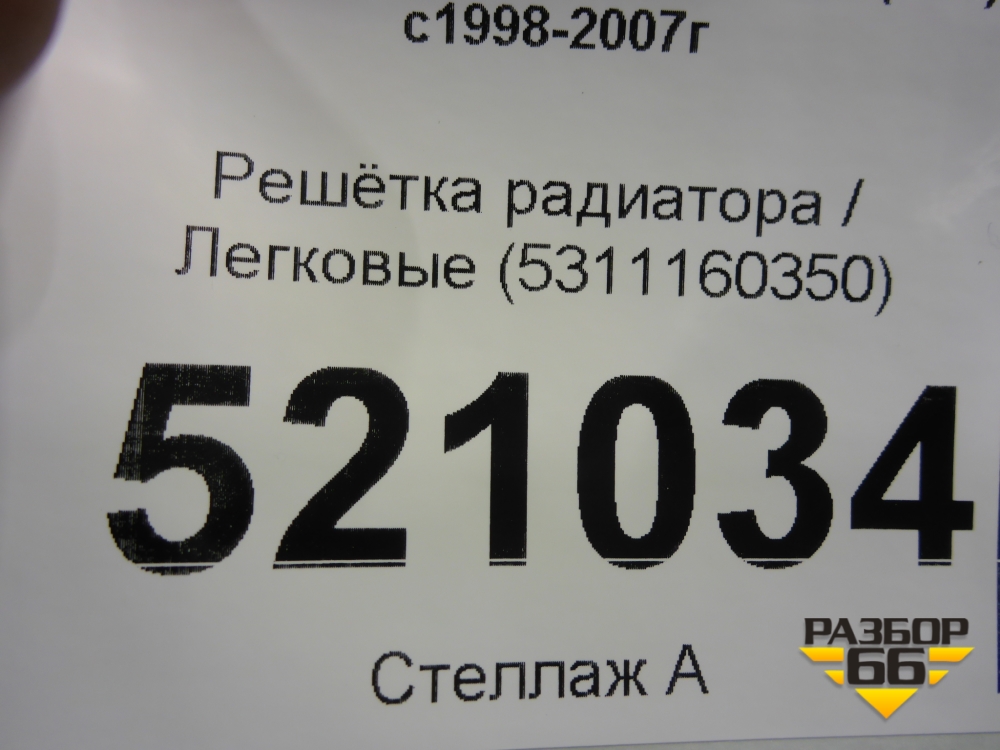 с1998-2007г
Решётка радиатора /
Легковые (5311160350)
521034
Стеллаж А
РАЗБОР
66